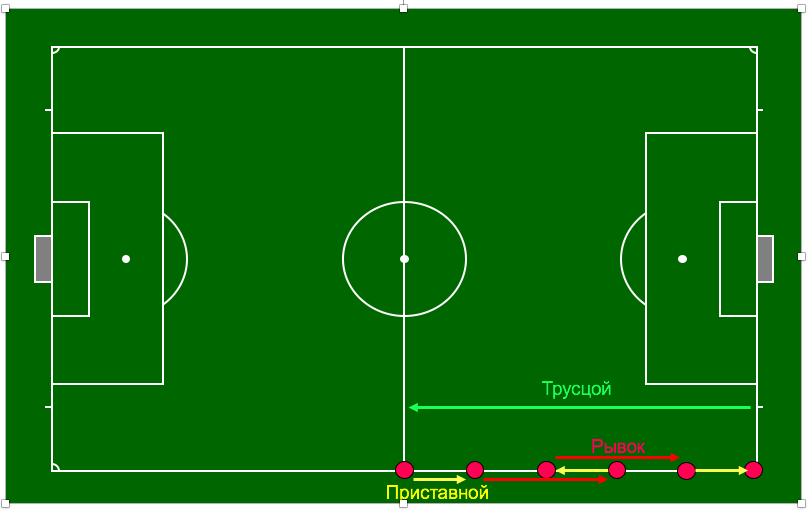 Трусцой
Рывок
Приставной